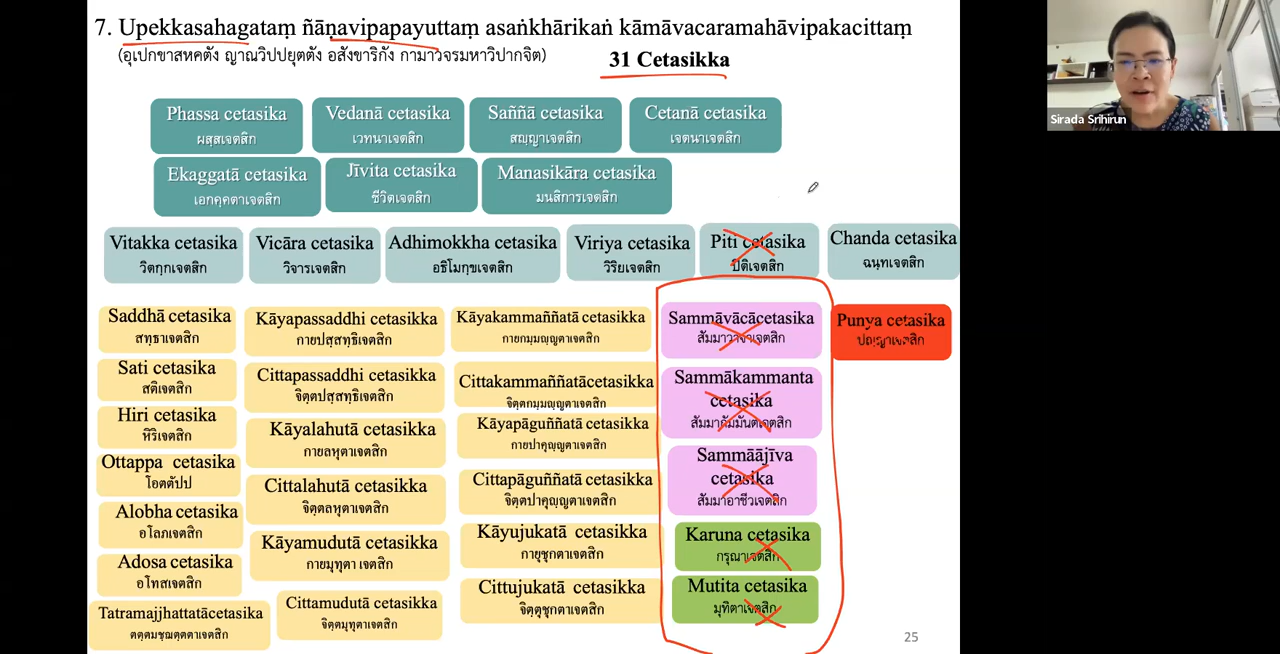 7. Upekkasahagataṃ ñāṇavipapayuttaṃ asaṅkhārikaṅ kāmāvacaramahāvipakacittaṃ
(อุเปกขาสหคตัง ญาณวิปปยุตตัง อสังขาริกัง กามาวจรมหาวิปากจิต)
31 Cetasikka
Sirada Srihirun
Phassa cetasika
ผสฺสเจตสิก
Vedanā cetasika
เวทนาเจตสิก
Saññā cetasika
สญฺญาเจตสิก
Cetanā cetasika
เจตนาเจตสิก
Ekaggatā cetasika
เอกคฺคตาเจตสิก
Jīvita cetasika
ชีวิตเจตสิก
Manasikāra cetasika
มนสิการเจตสิก
Vitakka cetasika
วิตกฺกเจตสิก
Vicāra cetasika
วิจารเจตสิก
Adhimokkha cetasika
อธิโมกฺขเจตสิก
Viriya cetasika
วิริยเจตสิก
Piti cetasika
ปีติเจตสิก
Chanda cetasika
ฉนฺทเจตสิก
Saddhā cetasika
สทฺธาเจตสิก
Sati cetasika
สติเจตสิก
Hiri cetasika
หิริเจตสิก
Ottappa cetasika
โอตตัปป
Alobha cetasika
อโลภเจตสิก
Adosa cetasika
อโทสเจตสิก
Tatramajjhattatācetasika
ตตฺตมชฺฌตฺตตาเจตสิก
Kāyapassaddhi cetasikka
กายปสฺสทฺธิเจตสิก
Cittapassaddhi cetasikka
จิตฺตปสฺสทฺธิเจตสิก
Kāyalahutā cetasikka
กายลหุตาเจตสิก
Cittalahutā cetasikka
จิตฺตลหุตาเจตสิก
Kāyamudutā cetasikka
กายมุทุตา เจตสิก
Cittamudutā cetasikka
จิตฺมุทุตาเจตสิก
Kāyakammaññatā cetasikka
กายกมฺมญฺญตาเจตสิก
Cittakammaññatācetasikka
จิตฺตกมฺมญฺญตาเจตสิก
Kāyapāguññatā cetasikka
กายปาคุญฺญตาเจตสิก
Cittapāguññatā cetasikka
จิตฺตปาคุญฺญตาเจตสิก
Kāyujukatā cetasikka
กายุชุกตาเจตสิก
Cittujukatā cetasikka
จิตฺตุชุกตาเจตสิก
Sammāvācācetasika
สัมมาวาจาเจตสิก
Sammākammanta
cetasika
สัมมากัมมันตเจตสิก
Sammāājīva
cetasika
สัมมาอาชีวเจตสิก
Karuna cetasika
กรุณาเจตสิก
Mutita cetasika
มุทิตาเจตสิก
Punya cetasika
ปญฺญาเจตสิก
25